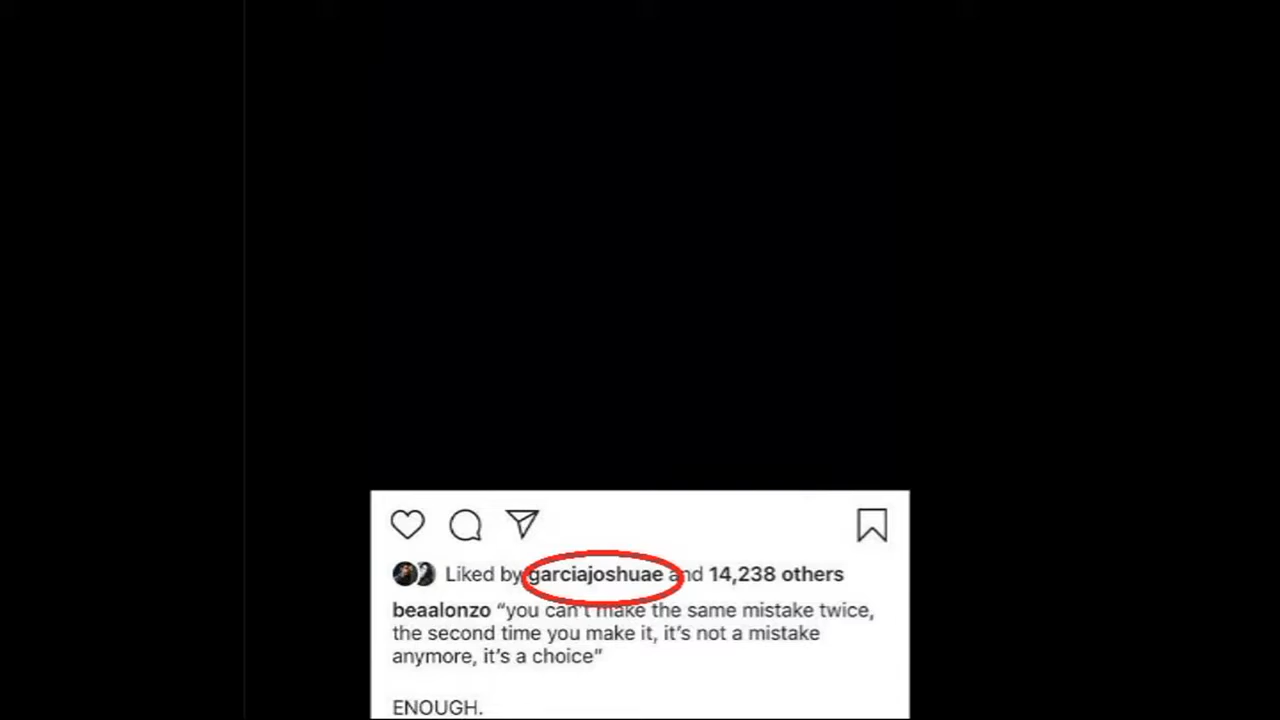 Liked by garciajoshuae and 14,238 others
beaalonzo “you can't make the same mistake twice,
the second time you make it, it's not a mistake
anymore, it's a choice”
ENOUGH.